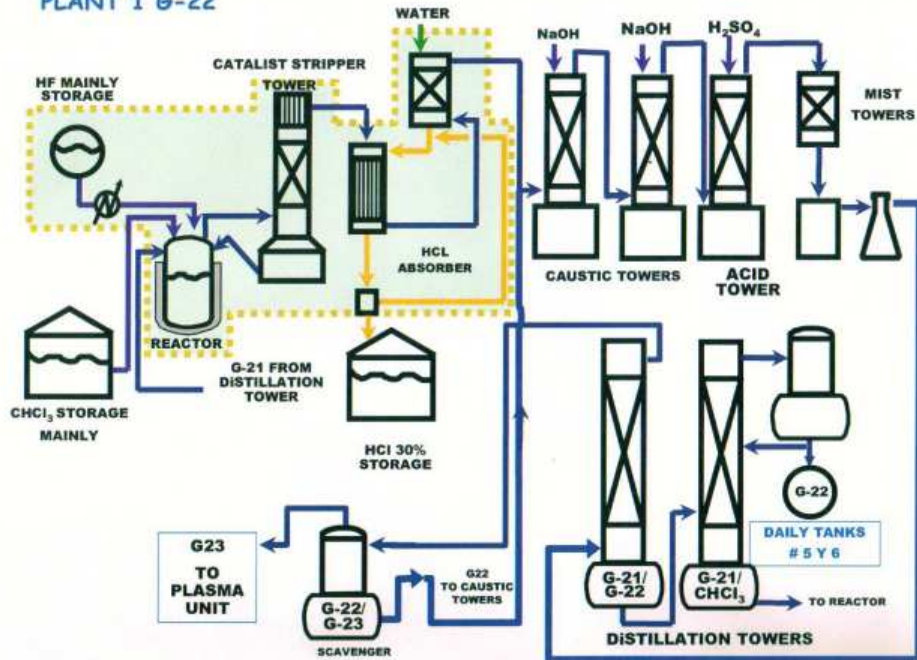 PLANT 1 G-22
WATER
NaOH
NaOH
H₂SO₄
CATALIST STRIPPER
TOWER
HF MAINLY
STORAGE
MIST
TOWERS
HCL
ABSORBER
CAUSTIC TOWERS
ACID
TOWER
REACTOR
G-21 FROM
DiSTILLATION
TOWER
CHCl₃ STORAGE
MAINLY
HCl 30%
STORAGE
G-22
DAILY TANKS
# 5 Y 6
G23
TO
PLASMA
UNIT
G22
TO CAUSTIC
TOWERS
G-21/
G-22
G-21/
CHCl₃
TO REACTOR
G-22/
G-23
SCAVENGER
DiSTILLATION TOWERS